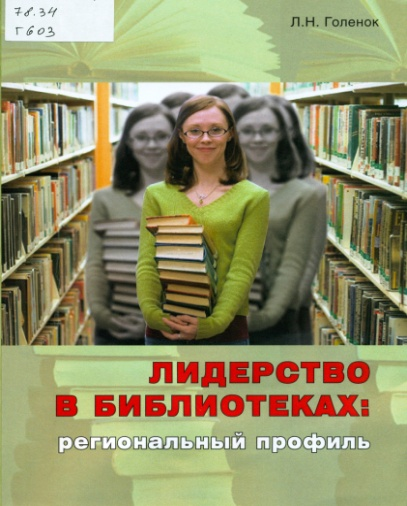 78.34
Г603
Л.Н. Голенок
ЛИДЕРСТВО
В БИБЛИОТЕКАХ:
региональный профиль